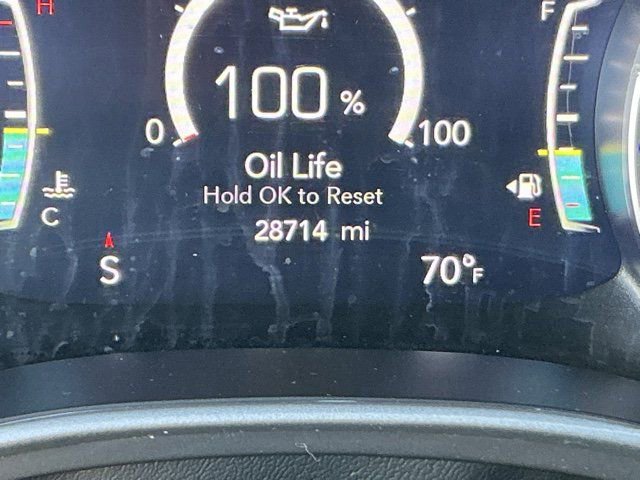 H
F
100 %
0
100
Oil Life
Hold OK to Reset
C
E
28714 mi
S
70°F